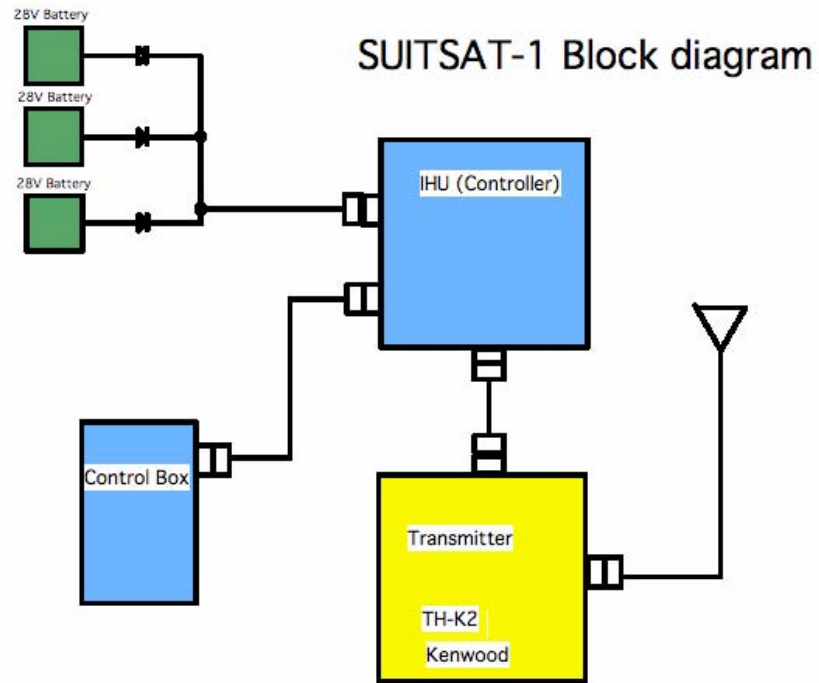 28V Battery
SUITSAT-1 Block diagram
28V Battery
28V Battery
IHU (Controller)
Control Box
Transmitter
TH-K2
Kenwood